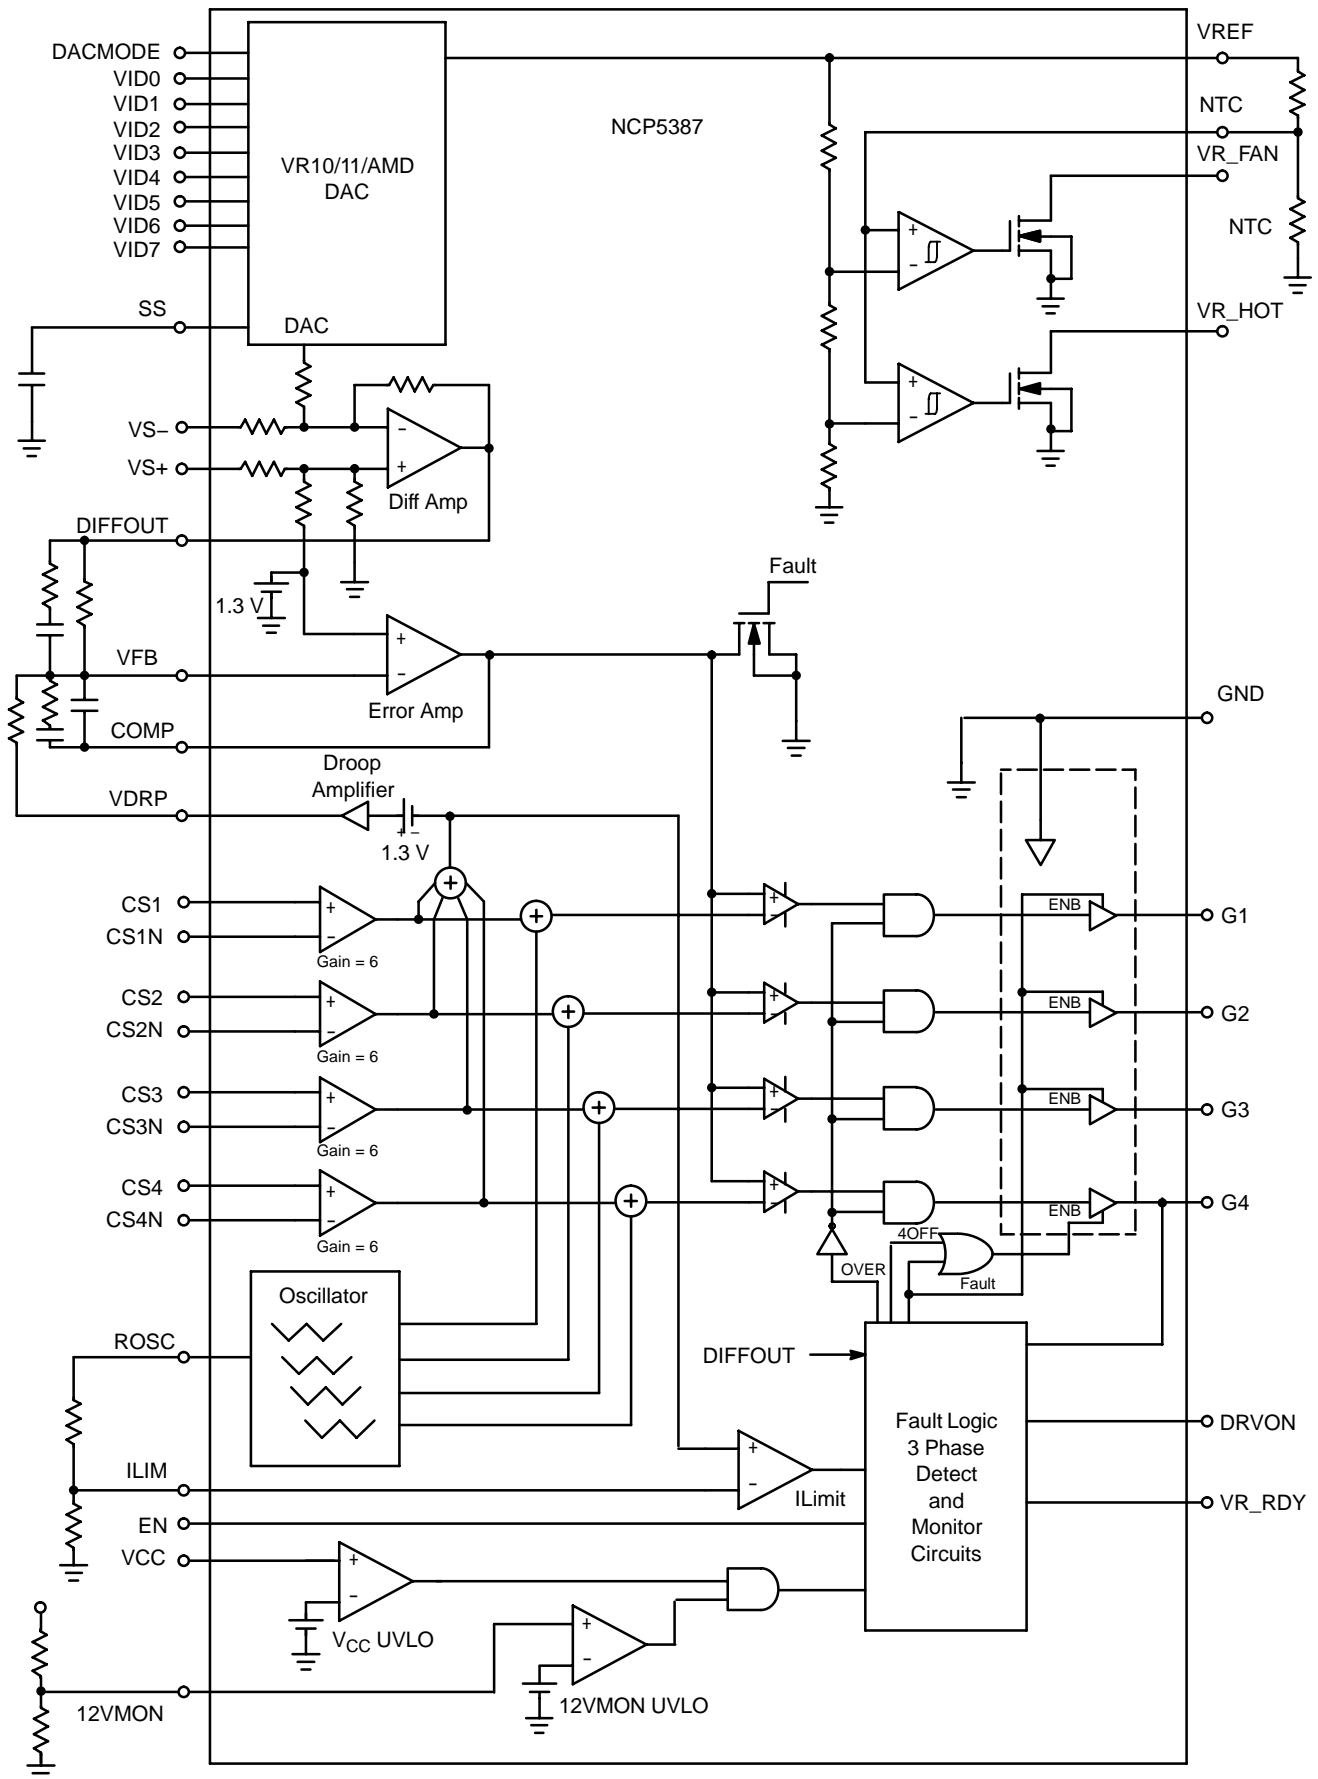 VREF
DACMODE
VID0
VID1
VID2
VID3
VID4
VID5
VID6
VID7
VR10/11/AMD
DAC
NCP5387
NTC
VR_FAN
NTC
+
−
SS
DAC
VR_HOT
+
−
VS−
−
VS+
+
Diff Amp
DIFFOUT
1.3 V
Fault
+
VFB
−
Error Amp
COMP
GND
Droop
Amplifier
VDRP
+ −
1.3 V
+
CS1
+
CS1N
−
Gain = 6
+
+
−
ENB
G1
CS2
+
CS2N
−
Gain = 6
+
+
−
ENB
G2
CS3
+
CS3N
−
Gain = 6
+
+
−
ENB
G3
CS4
+
CS4N
−
Gain = 6
+
+
−
ENB
G4
4OFF
OVER
Fault
Oscillator
ROSC
DIFFOUT
Fault Logic
3 Phase
Detect
and
Monitor
Circuits
DRVON
VR_RDY
ILIM
+
−
ILimit
EN
VCC
+
−
VCC UVLO
+
−
12VMON
12VMON UVLO